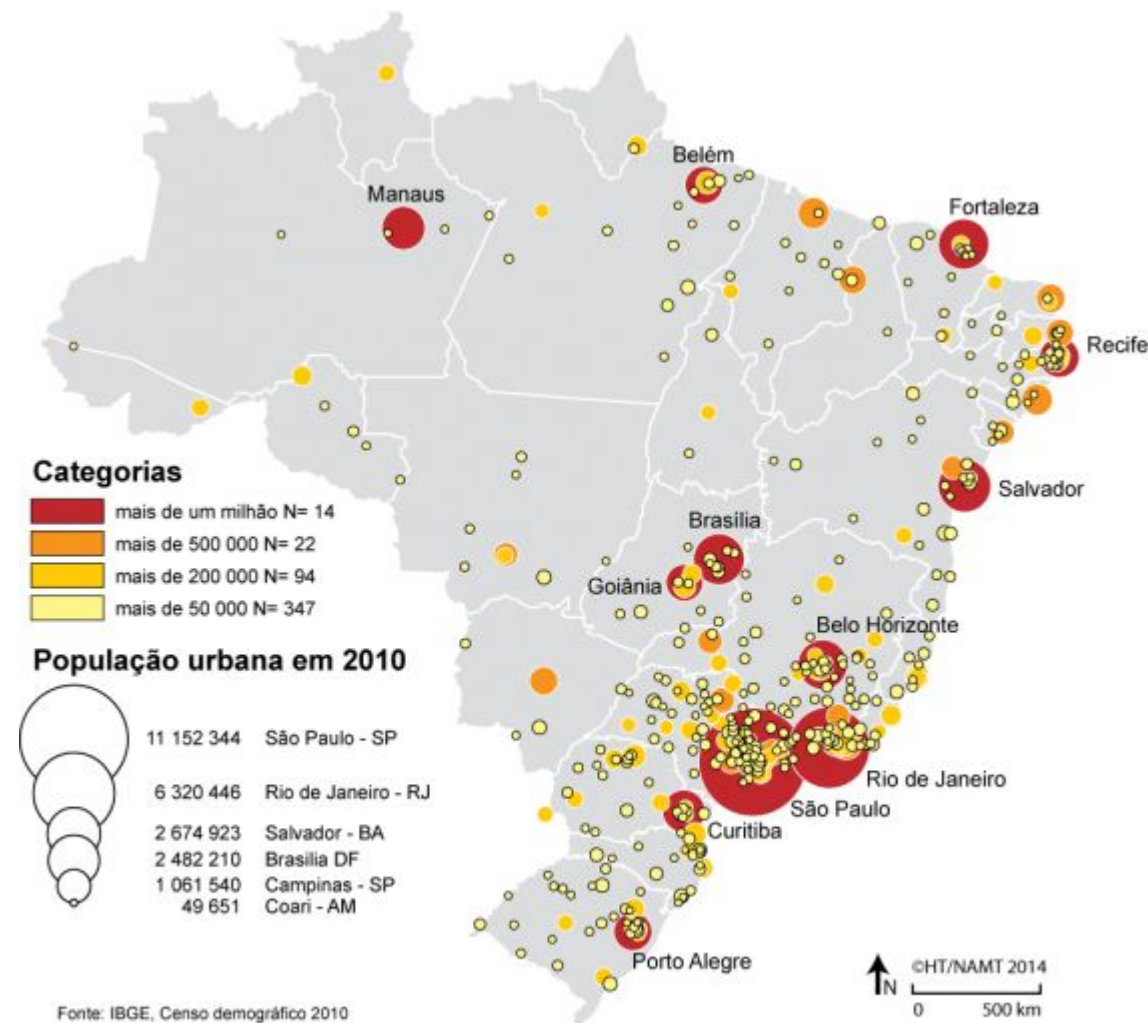 Belém
Manaus
Fortaleza
Recife
Categorias
mais de um milhão N= 14
mais de 500 000 N= 22
mais de 200 000 N= 94
mais de 50 000 N= 347
Salvador
Brasília
Goiânia
Belo Horizonte
População urbana em 2010
11 152 344 São Paulo - SP
6 320 446 Rio de Janeiro - RJ
2 674 923 Salvador - BA
2 482 210 Brasilia DF
1 061 540 Campinas - SP
49 651 Coari - AM
Rio de Janeiro
São Paulo
Curitiba
Porto Alegre
N
©HT/NAMT 2014
0 500 km
Fonte: IBGE, Censo demográfico 2010